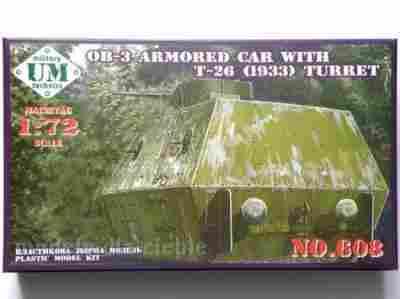 military
UM
technics
OB-3 ARMORED CAR WITH
T-26 (1933) TURRET
МАСШТАБ
1:72
SCALE
ПЛАСТИКОВА ЗБІРНА МОДЕЛЬ
PLASTIC MODEL KIT
NO.608